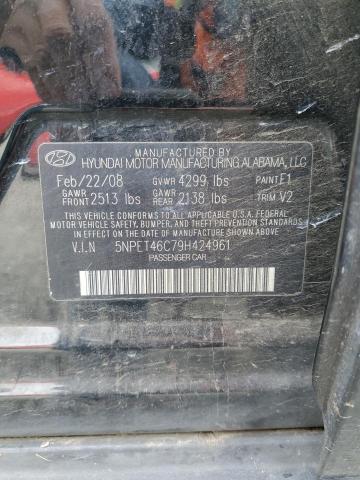 MANUFACTURED BY
HYUNDAI MOTOR MANUFACTURING ALABAMA, LLC
Feb/22/08 GVWR 4299 lbs PAINT E1
GAWR FRONT 2513 lbs GAWR REAR 2138 lbs TRIM V2
THIS VEHICLE CONFORMS TO ALL APPLICABLE U.S.A. FEDERAL
MOTOR VEHICLE SAFETY, BUMPER, AND THEFT PREVENTION
STANDARDS IN EFFECT ON THE DATE OF MANUFACTURE SHOWN ABOVE.
V.I.N 5NPET46C79H424961
PASSENGER CAR